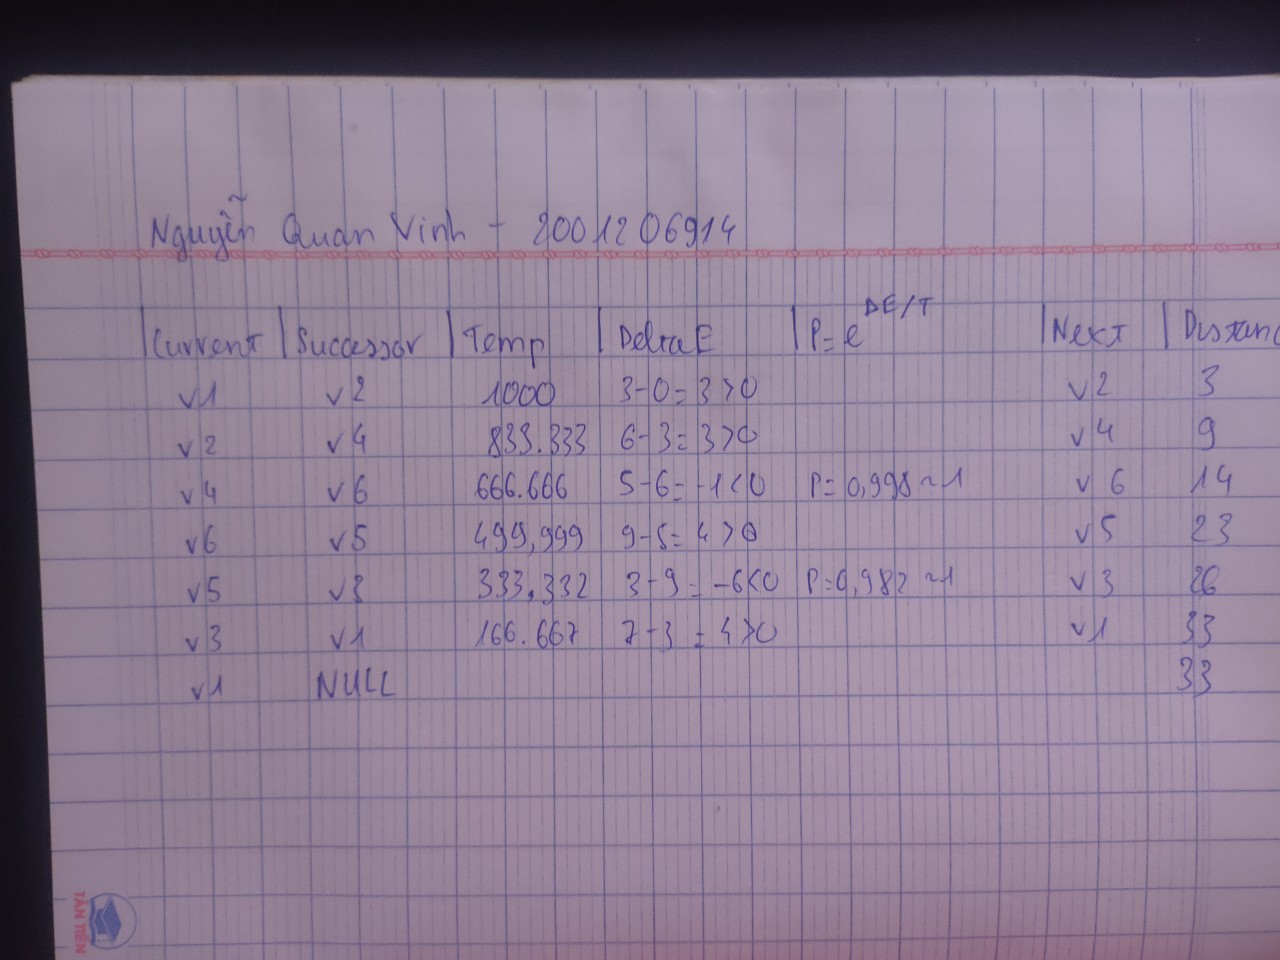 Nguyễn Quan Vinh - 2001206914
|Current |Successor |Temp |DeltaE |P=e^DE/T |Next |Distanc
v1 v2 1000 3-0=3>0 v2 3
v2 v4 833.333 6-3=3>0 v4 9
v4 v6 666.666 5-6=-1<0 P=0,998~1 v6 14
v6 v5 499,999 9-5=4>0 v5 23
v5 v3 333,332 3-9=-6<0 P=0,982~1 v3 26
v3 v1 166.667 7-3=4>0 v1 33
v1 NULL 33
TÂN TIẾN